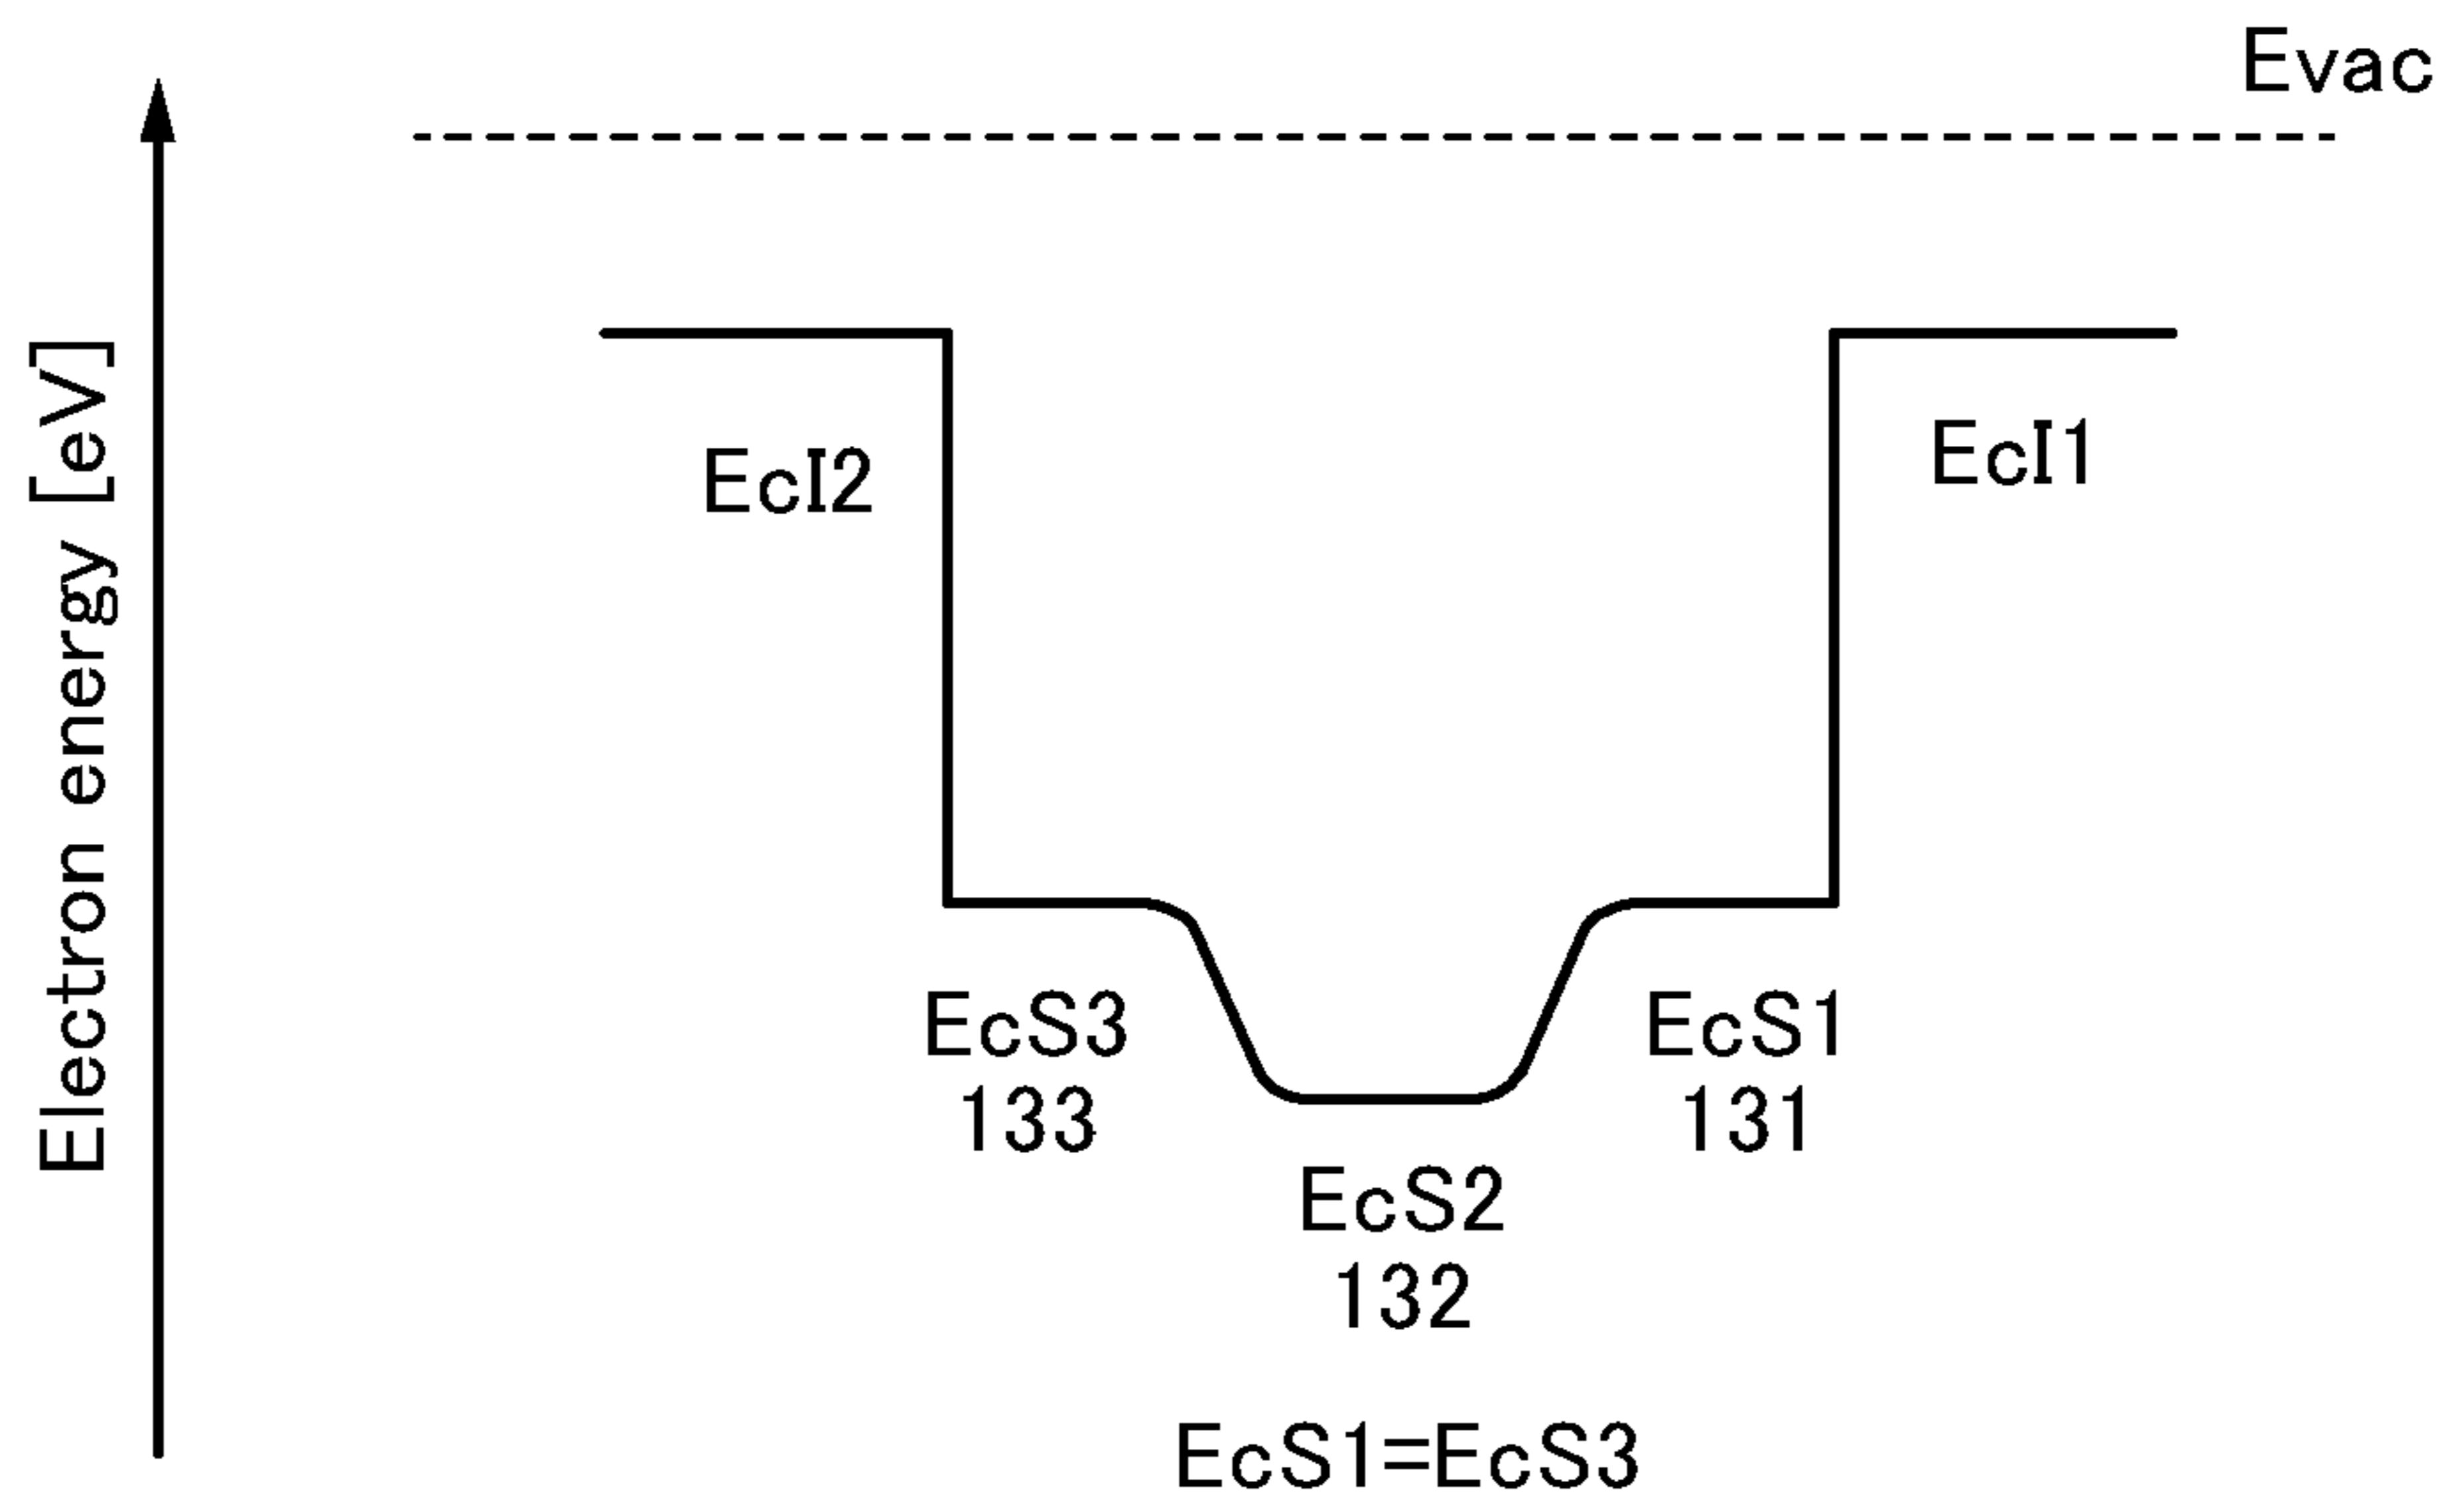 Evac
Electron energy [eV]
EcI2
EcI1
EcS3
133
EcS1
131
EcS2
132
EcS1=EcS3